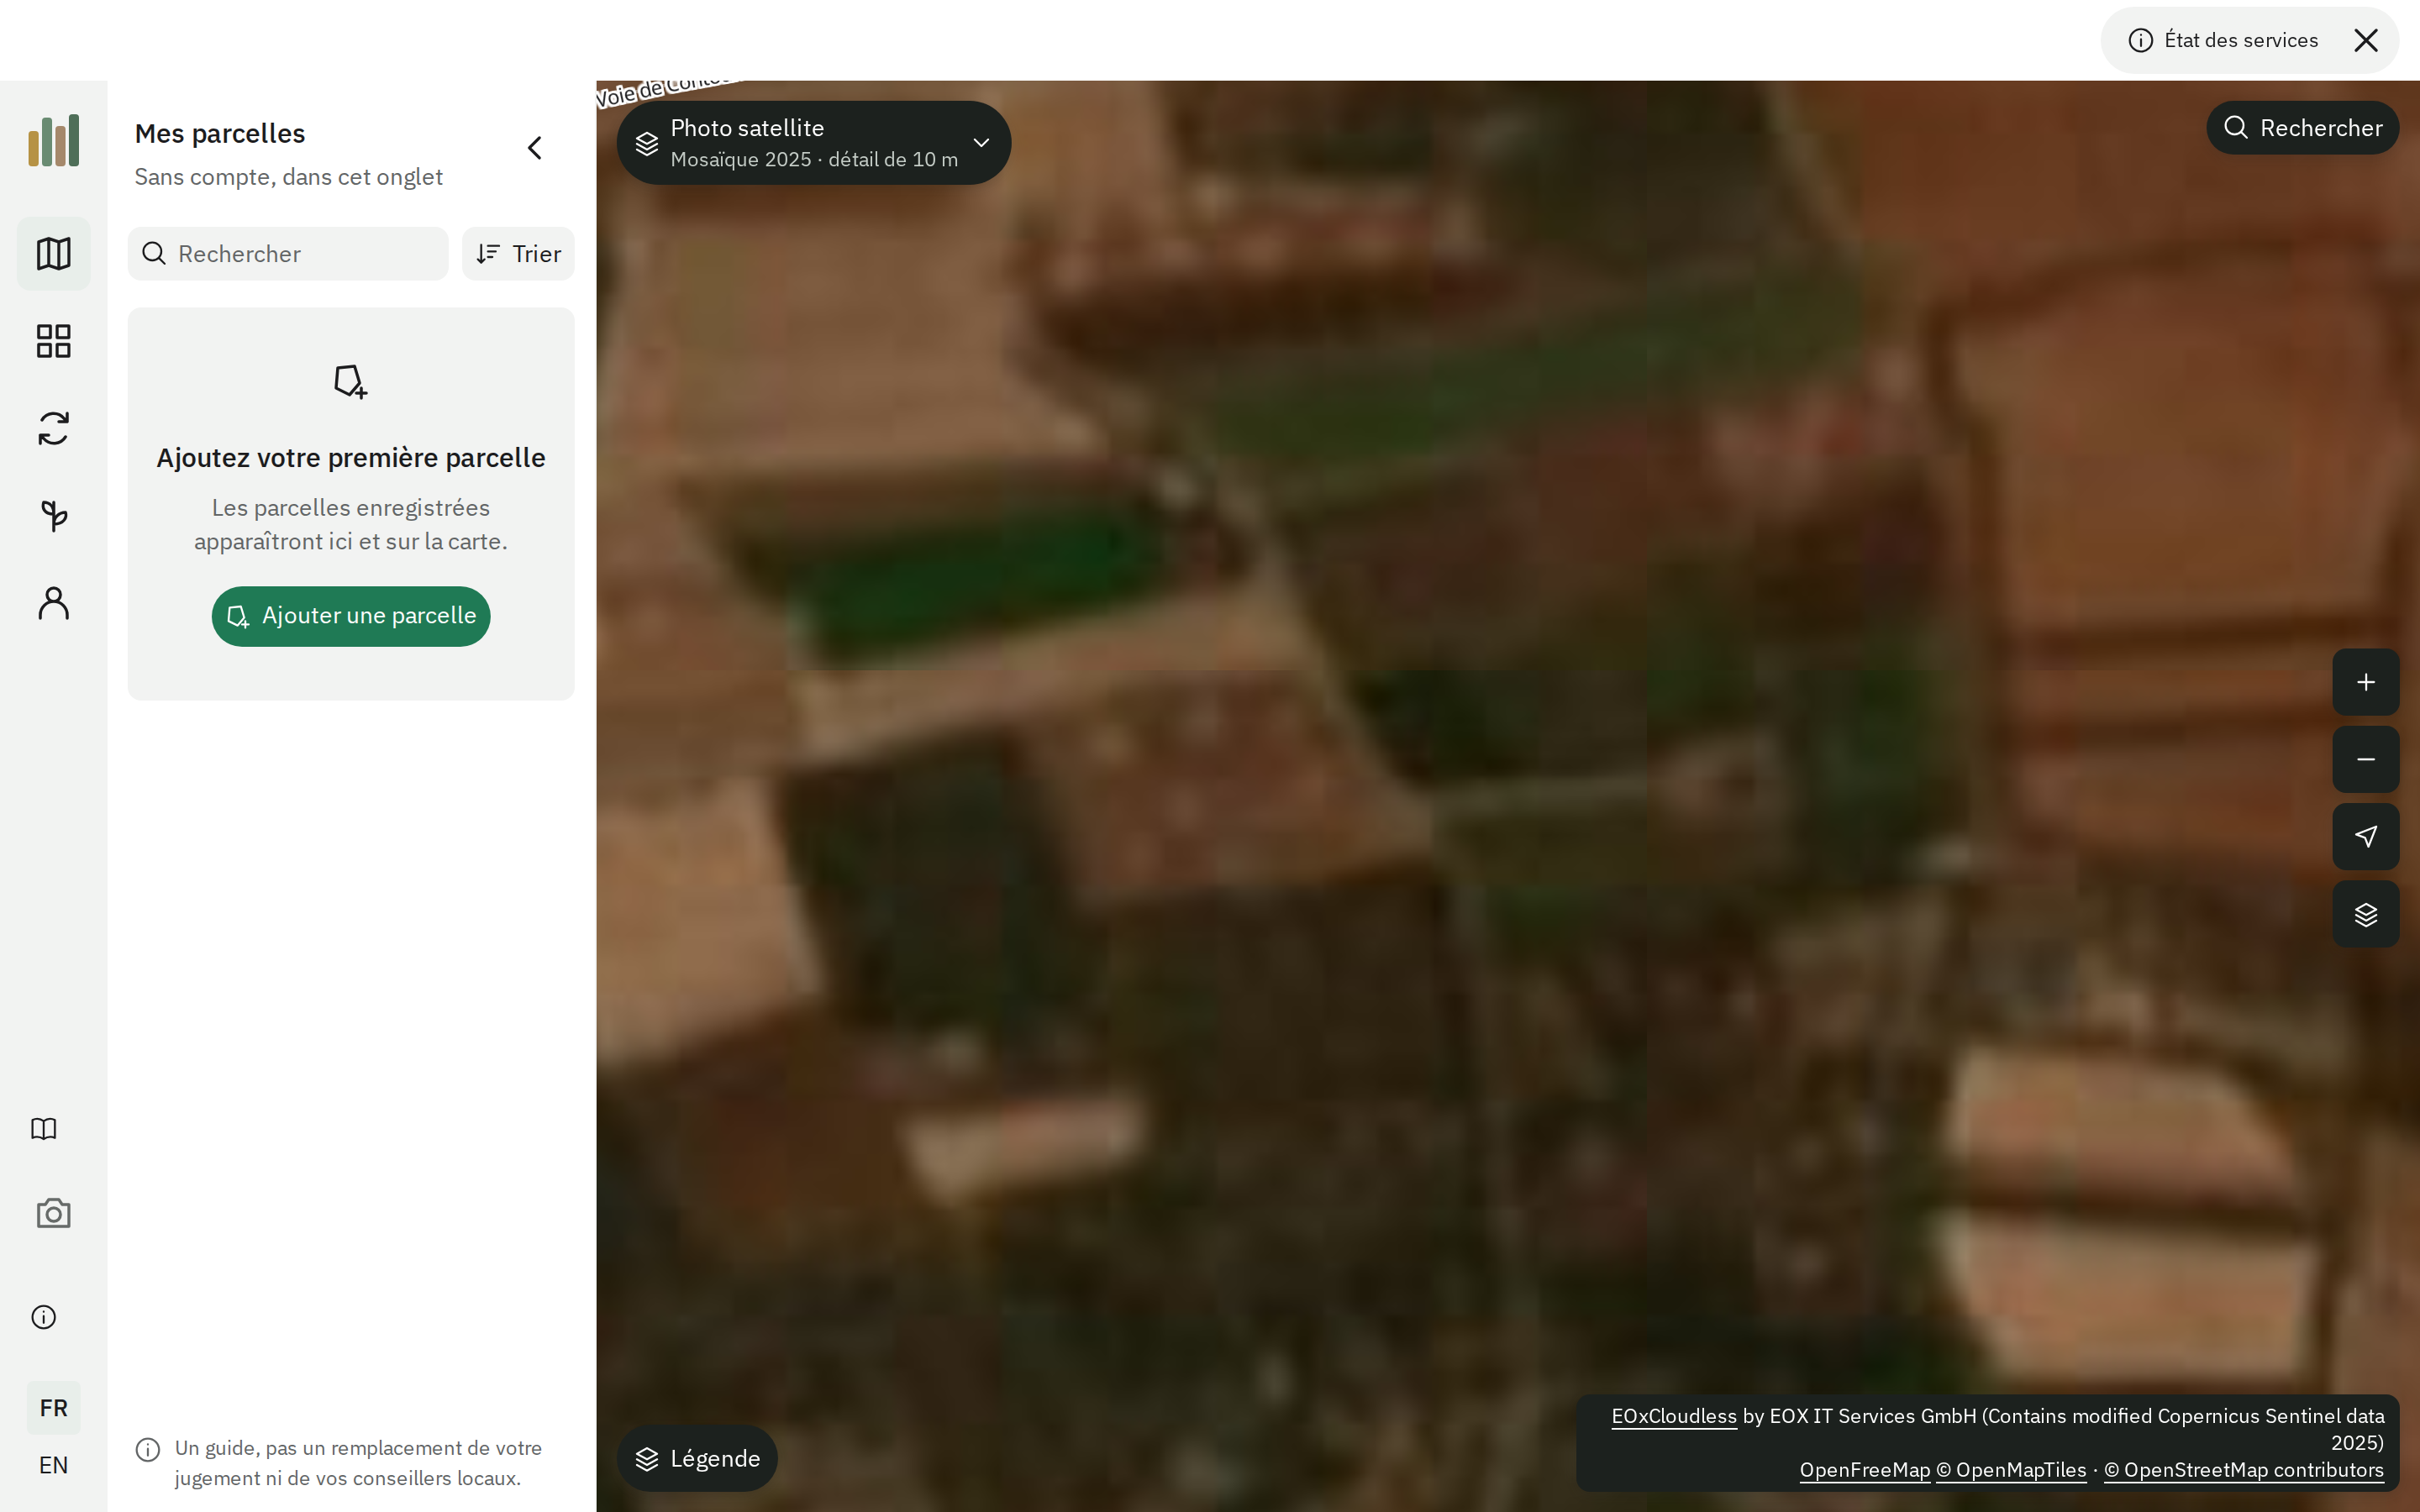 État des services
Voie de
Mes parcelles
Sans compte, dans cet onglet
Rechercher
Trier
Ajoutez votre première parcelle
Les parcelles enregistrées
apparaîtront ici et sur la carte.
Ajouter une parcelle
FR
EN
Un guide, pas un remplacement de votre
jugement ni de vos conseillers locaux.
Photo satellite
Mosaïque 2025 · détail de 10 m
Rechercher
Légende
EOxCloudless by EOX IT Services GmbH (Contains modified Copernicus Sentinel data
2025)
OpenFreeMap © OpenMapTiles · © OpenStreetMap contributors